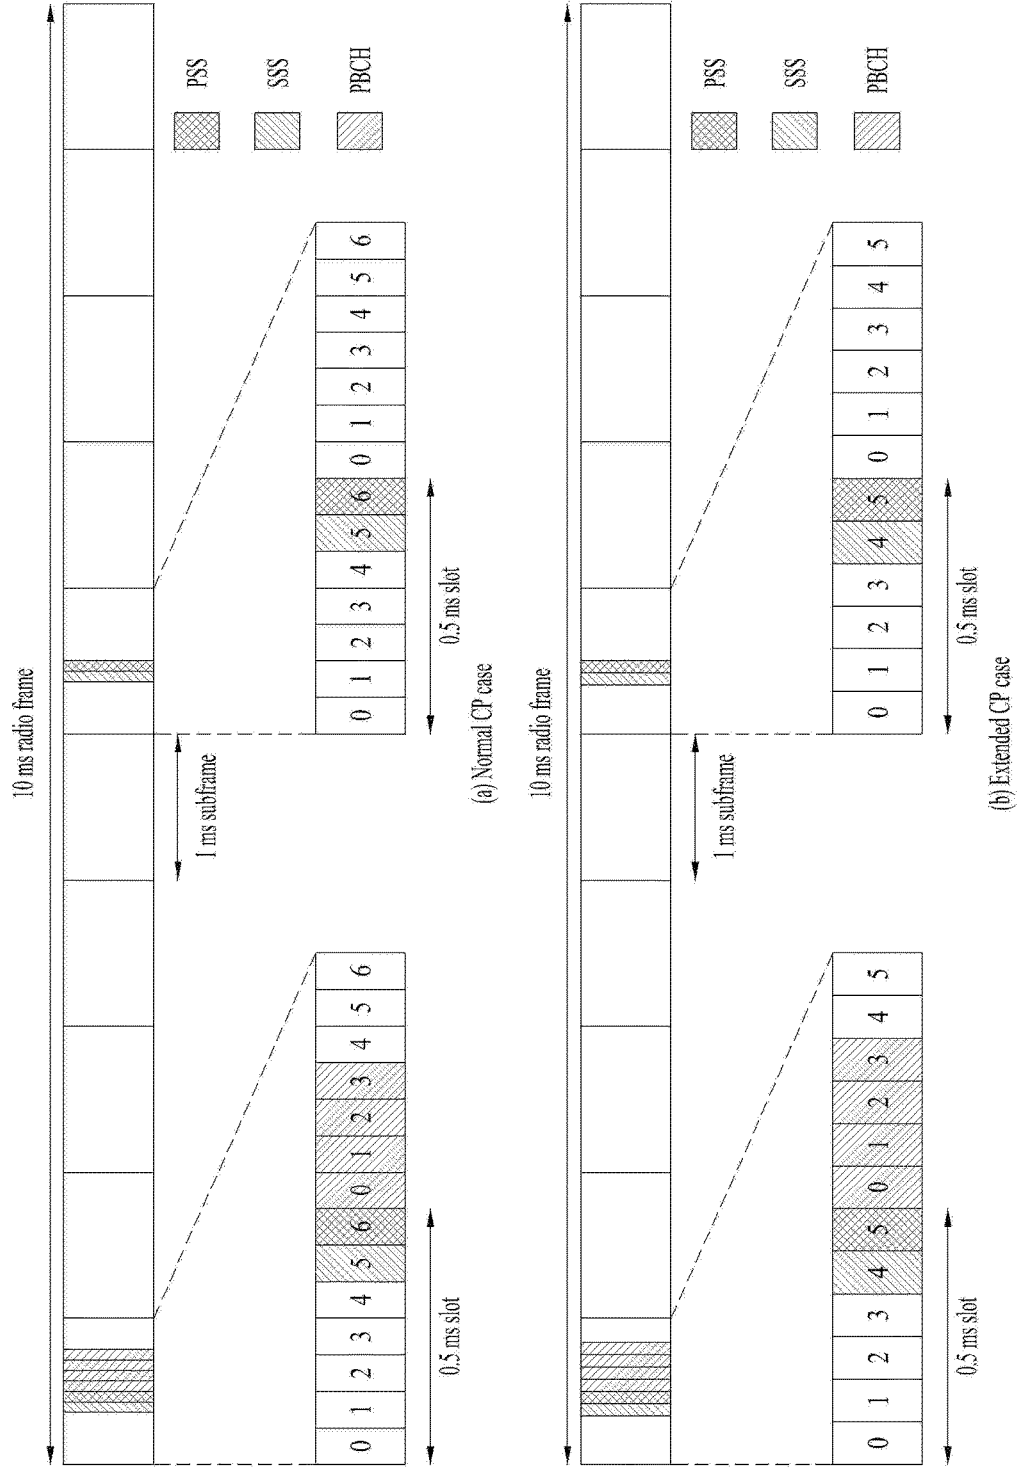 10 ms radio frame
PSS
SSS
PBCH
1 ms subframe
0 1 2 3 4 5 6 0 1 2 3 4 5 6
0 1 2 3 4 5 6 0 1 2 3 4 5 6
0.5 ms slot
0.5 ms slot
(a) Normal CP case
10 ms radio frame
PSS
SSS
PBCH
1 ms subframe
0 1 2 3 4 5 0 1 2 3 4 5
0 1 2 3 4 5 0 1 2 3 4 5
0.5 ms slot
0.5 ms slot
(b) Extended CP case